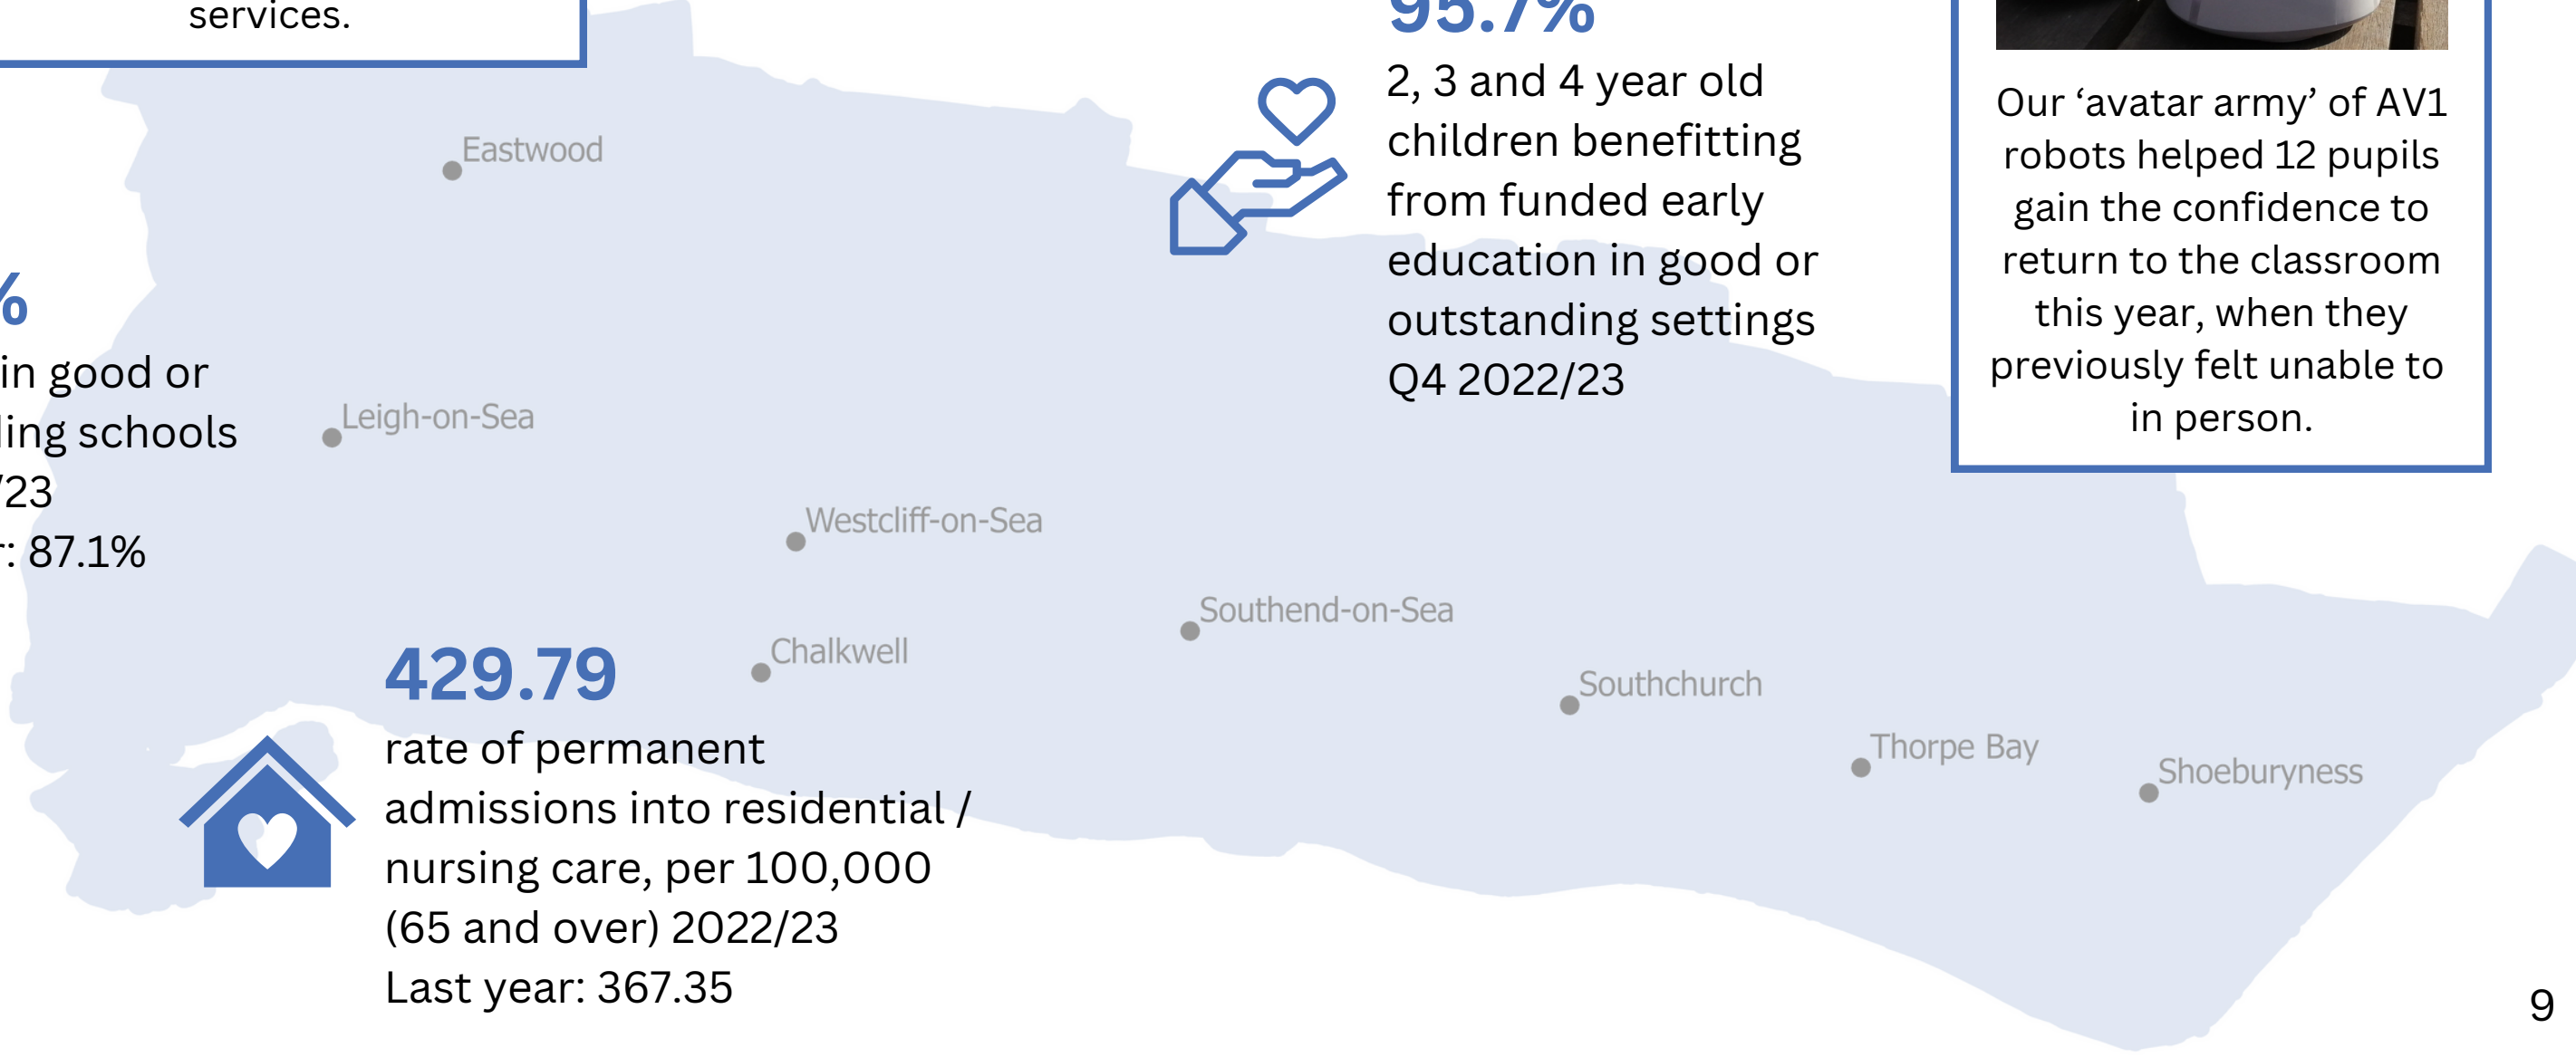 services.
95.7%
2, 3 and 4 year old
children benefitting
from funded early
education in good or
outstanding settings
Q4 2022/23
Our ‘avatar army’ of AV1
robots helped 12 pupils
gain the confidence to
return to the classroom
this year, when they
previously felt unable to
in person.
Eastwood
%
in good or
ling schools
/23
: 87.1%
Leigh-on-Sea
Westcliff-on-Sea
Southend-on-Sea
Chalkwell
Southchurch
Thorpe Bay
Shoeburyness
429.79
rate of permanent
admissions into residential /
nursing care, per 100,000
(65 and over) 2022/23
Last year: 367.35
9